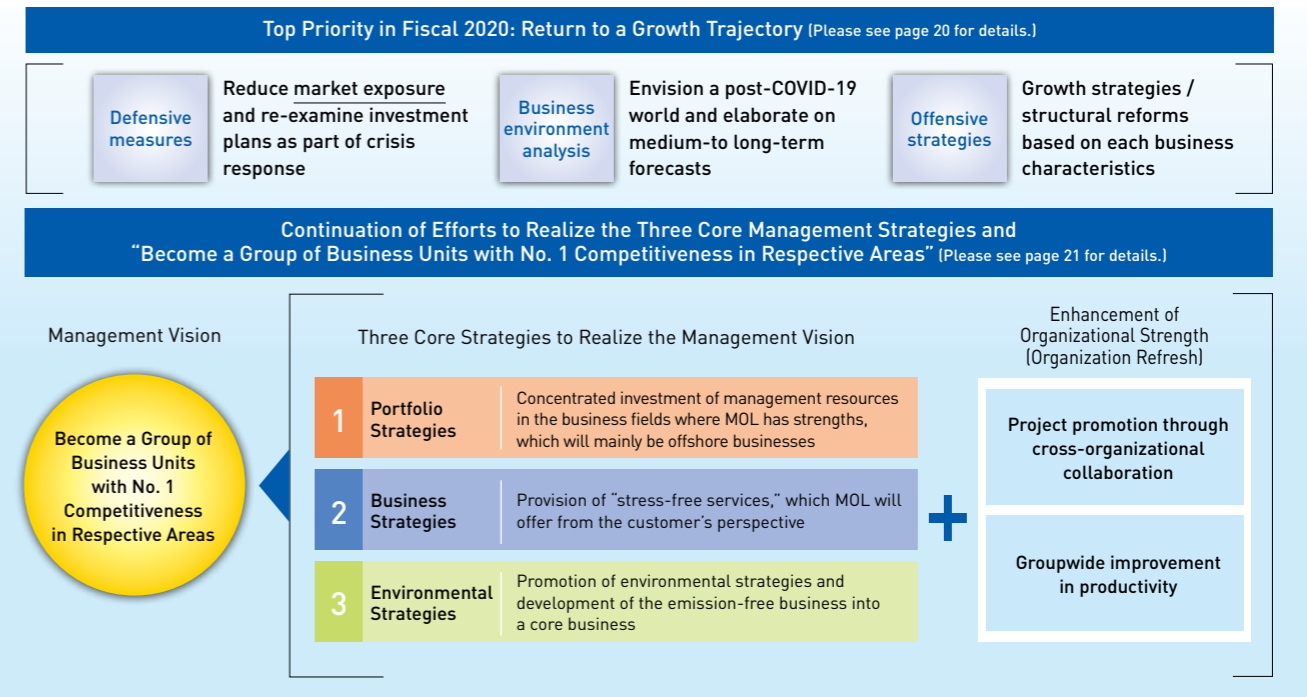 Top Priority in Fiscal 2020: Return to a Growth Trajectory (Please see page 20 for details.)
Defensive
measures
Reduce market exposure
and re-examine investment
plans as part of crisis
response
Business
environment
analysis
Envision a post-COVID-19
world and elaborate on
medium-to long-term
forecasts
Offensive
strategies
Growth strategies /
structural reforms
based on each business
characteristics
Continuation of Efforts to Realize the Three Core Management Strategies and
“Become a Group of Business Units with No. 1 Competitiveness in Respective Areas” (Please see page 21 for details.)
Management Vision
Become a Group of
Business Units
with No. 1
Competitiveness
in Respective Areas
Three Core Strategies to Realize the Management Vision
1
Portfolio
Strategies
Concentrated investment of management resources
in the business fields where MOL has strengths,
which will mainly be offshore businesses
2
Business
Strategies
Provision of “stress-free services,” which MOL will
offer from the customer’s perspective
3
Environmental
Strategies
Promotion of environmental strategies and
development of the emission-free business into
a core business
+
Enhancement of
Organizational Strength
(Organization Refresh)
Project promotion through
cross-organizational
collaboration
Groupwide improvement
in productivity